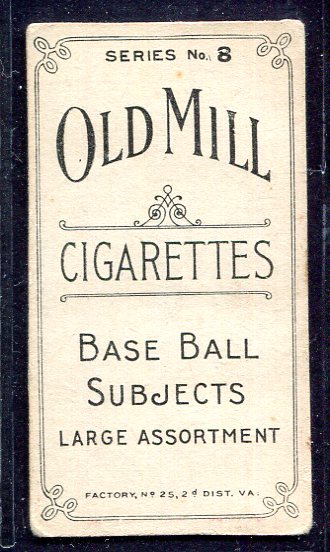 SERIES No. 8
OLD MILL
CIGARETTES
BASE BALL
SUBJECTS
LARGE ASSORTMENT
FACTORY, Nº 25, 2d DIST. VA.